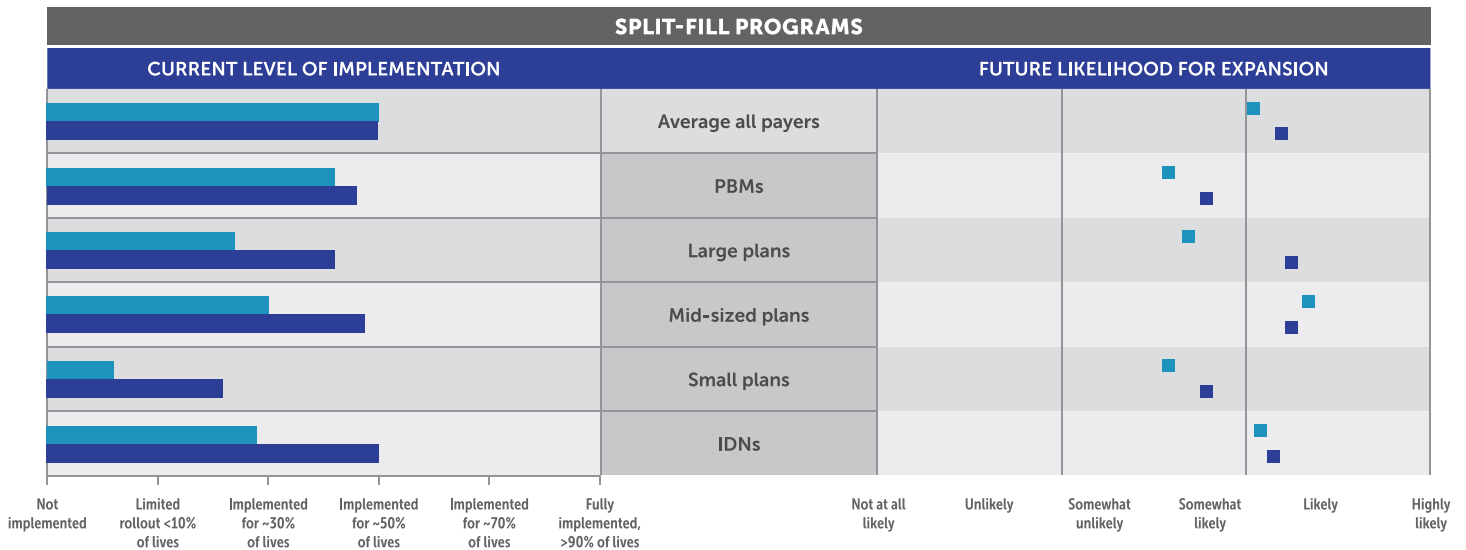 SPLIT-FILL PROGRAMS
CURRENT LEVEL OF IMPLEMENTATION
FUTURE LIKELIHOOD FOR EXPANSION
Average all payers
PBMs
Large plans
Mid-sized plans
Small plans
IDNs
Not
implemented
Limited
rollout <10%
of lives
Implemented
for ~30%
of lives
Implemented
for ~50%
of lives
Implemented
for ~70%
of lives
Fully
implemented,
>90% of lives
Not at all
likely
Unlikely
Somewhat
unlikely
Somewhat
likely
Likely
Highly
likely